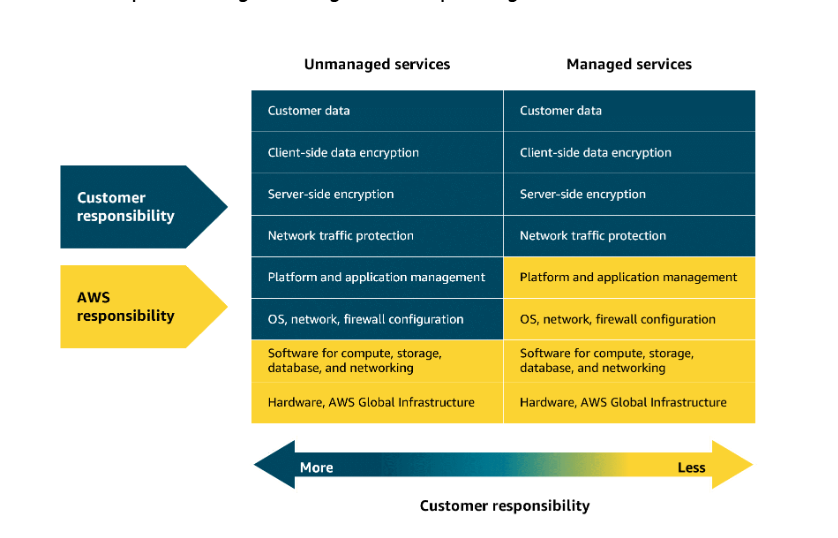 Unmanaged services
Managed services
Customer data
Customer data
Client-side data encryption
Client-side data encryption
Server-side encryption
Server-side encryption
Customer
responsibility
Network traffic protection
Network traffic protection
AWS
responsibility
Platform and application management
Platform and application management
OS, network, firewall configuration
OS, network, firewall configuration
Software for compute, storage,
database, and networking
Software for compute, storage,
database, and networking
Hardware, AWS Global Infrastructure
Hardware, AWS Global Infrastructure
More
Less
Customer responsibility